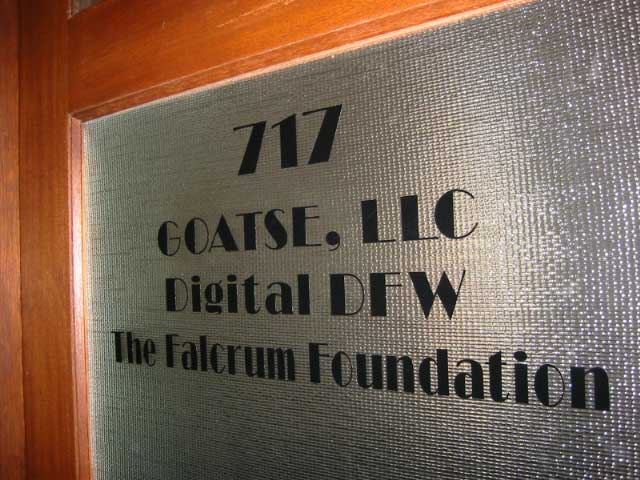 717
GOATSE, LLC
Digital DFW
The Falcrum Foundation